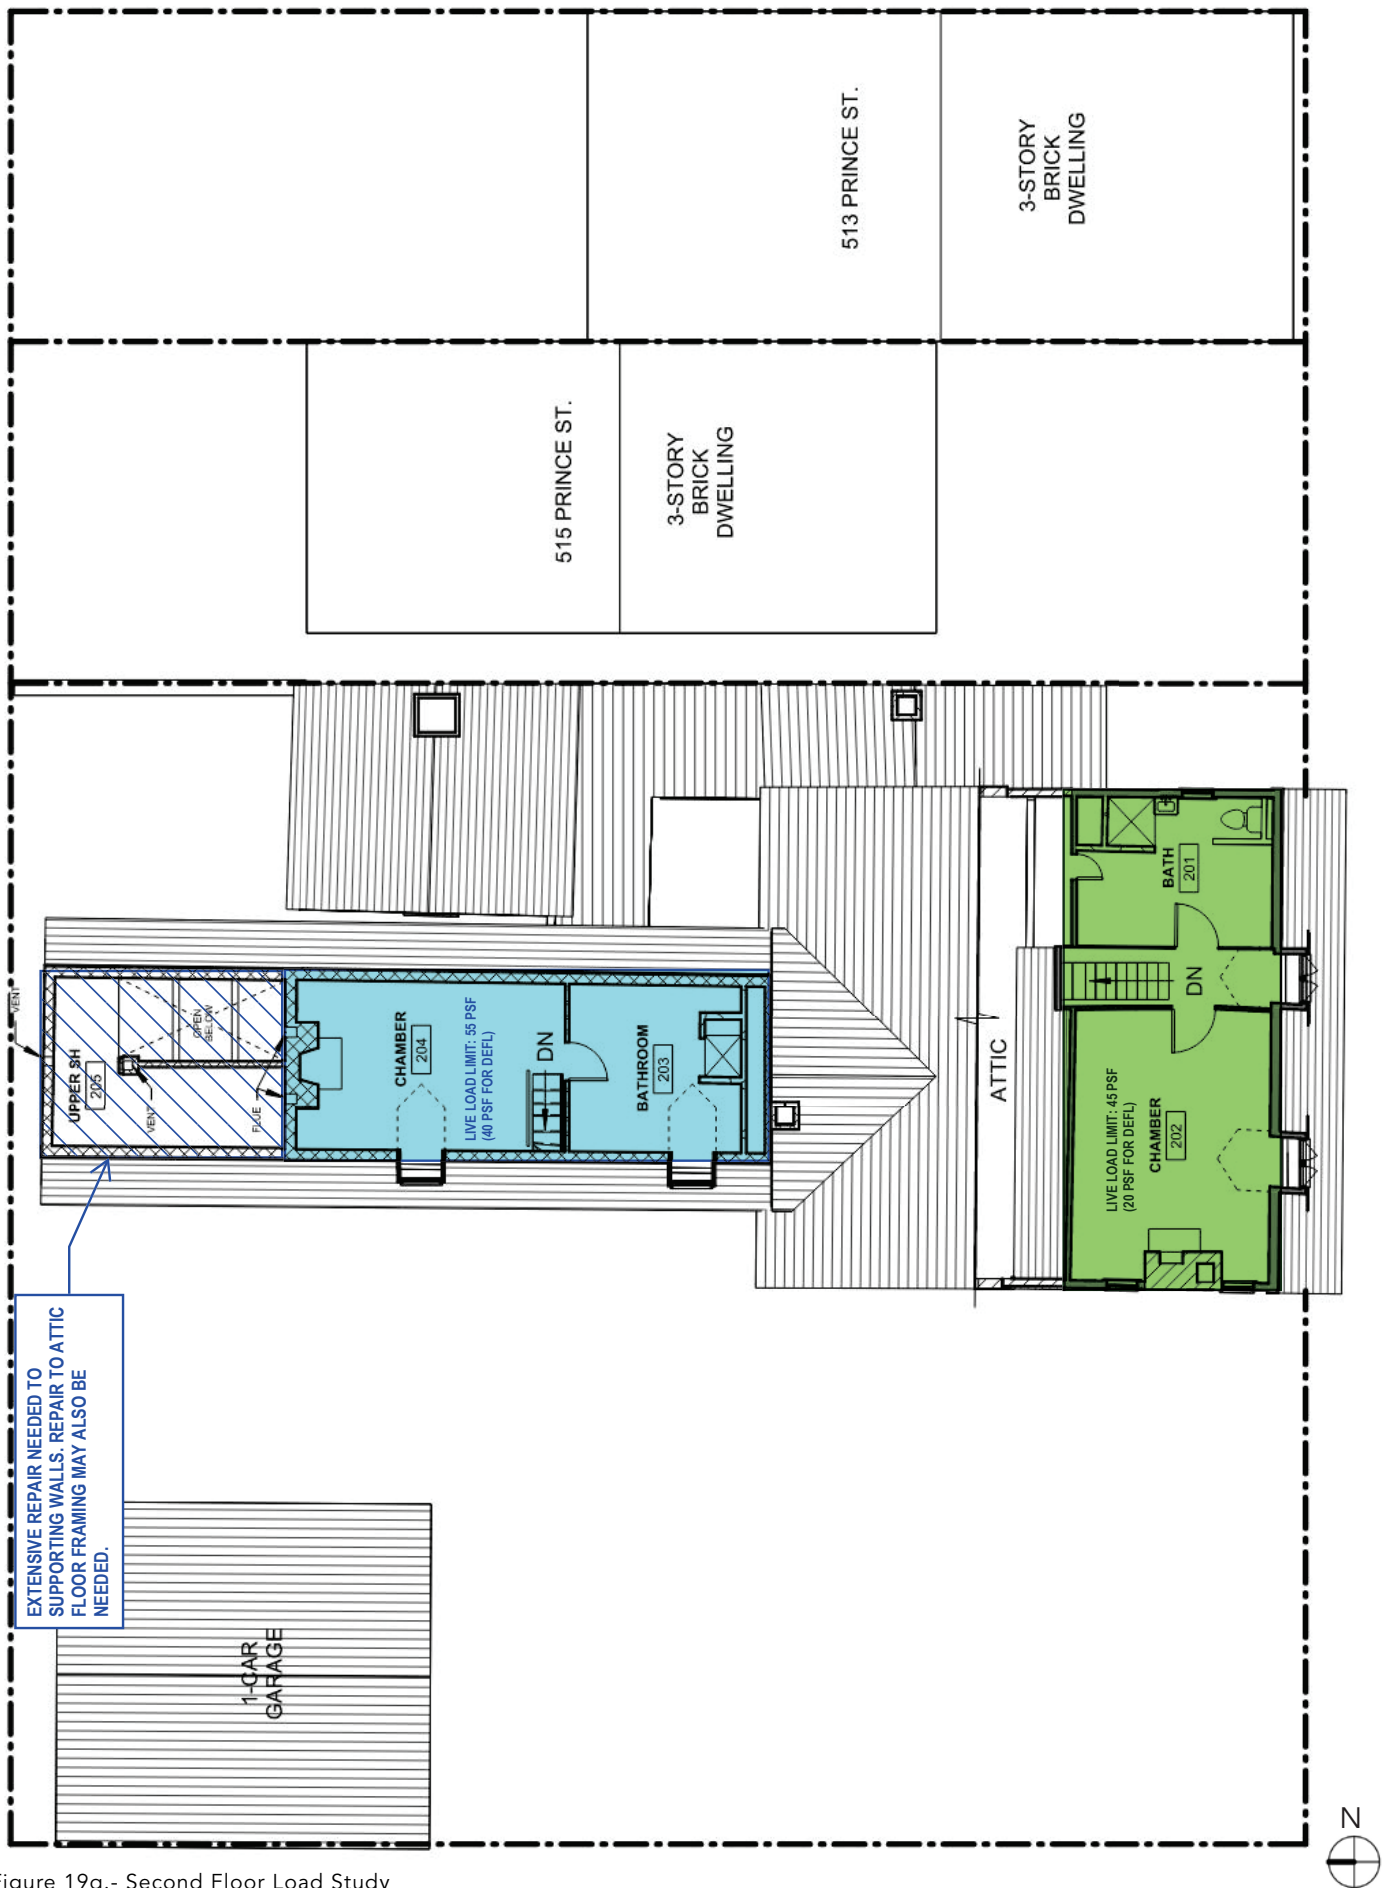 513 PRINCE ST.
3-STORY
BRICK
DWELLING
515 PRINCE ST.
3-STORY
BRICK
DWELLING
VENT
UPPER SH
205
OPEN
BELOW
VENT
FLUE
CHAMBER
204
LIVE LOAD LIMIT: 55 PSF
(40 PSF FOR DEFL)
DN
BATHROOM
203
ATTIC
BATH
201
DN
LIVE LOAD LIMIT: 45 PSF
(20 PSF FOR DEFL)
CHAMBER
202
EXTENSIVE REPAIR NEEDED TO
SUPPORTING WALLS. REPAIR TO ATTIC
FLOOR FRAMING MAY ALSO BE
NEEDED.
1-CAR
GARAGE
N
Figure 19g.- Second Floor Load Study